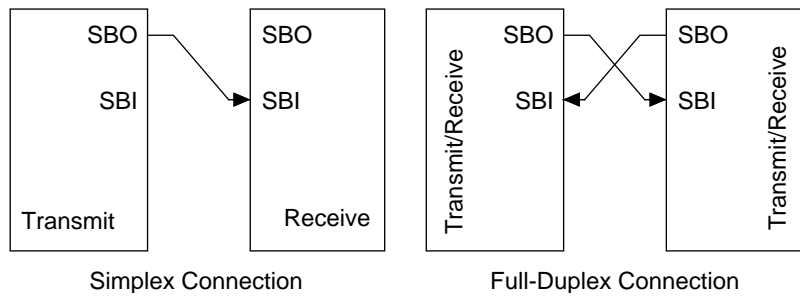 SBO
SBI
Transmit
SBO
SBI
Receive
Simplex Connection
SBO
SBI
Transmit/Receive
SBO
SBI
Transmit/Receive
Full-Duplex Connection